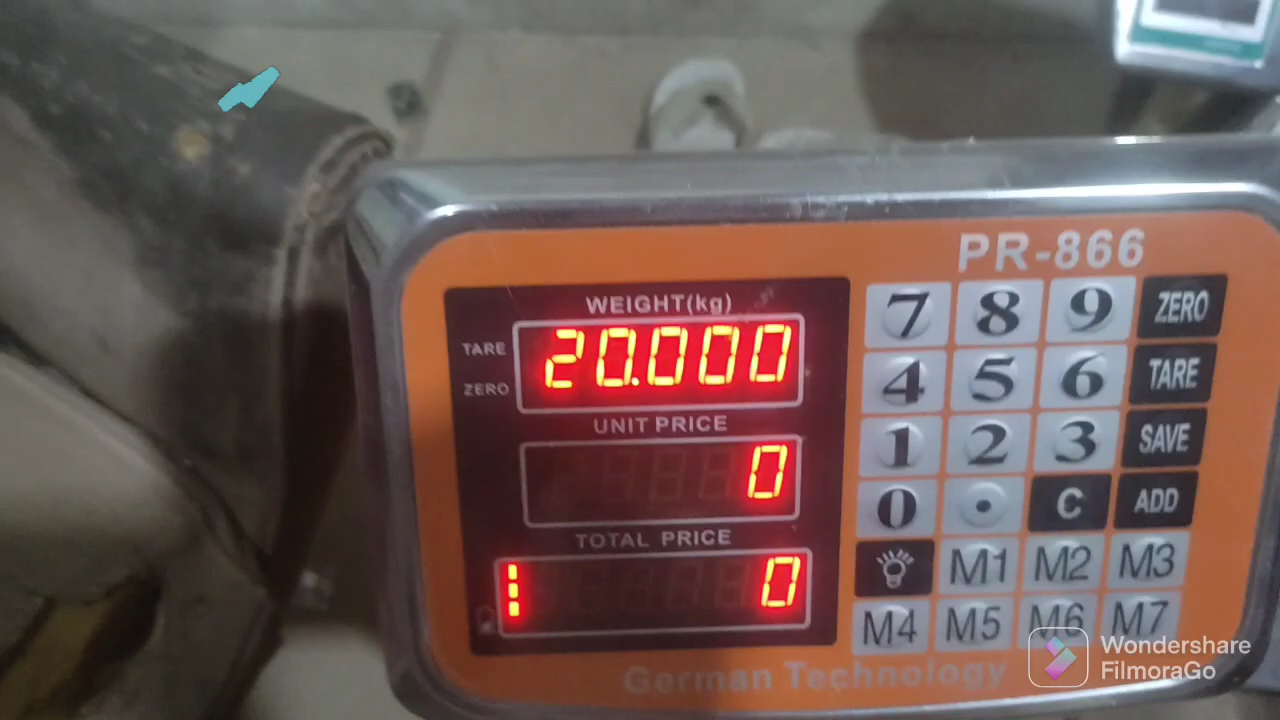 PR-866
WEIGHT(kg)
TARE
ZERO
20.000
UNIT PRICE
0
TOTAL PRICE
1 0
7 8 9 ZERO
4 5 6 TARE
1 2 3 SAVE
0 . C ADD
M1 M2 M3
M4 M5 M6 M7
German Technology
Wondershare
FilmoraGo